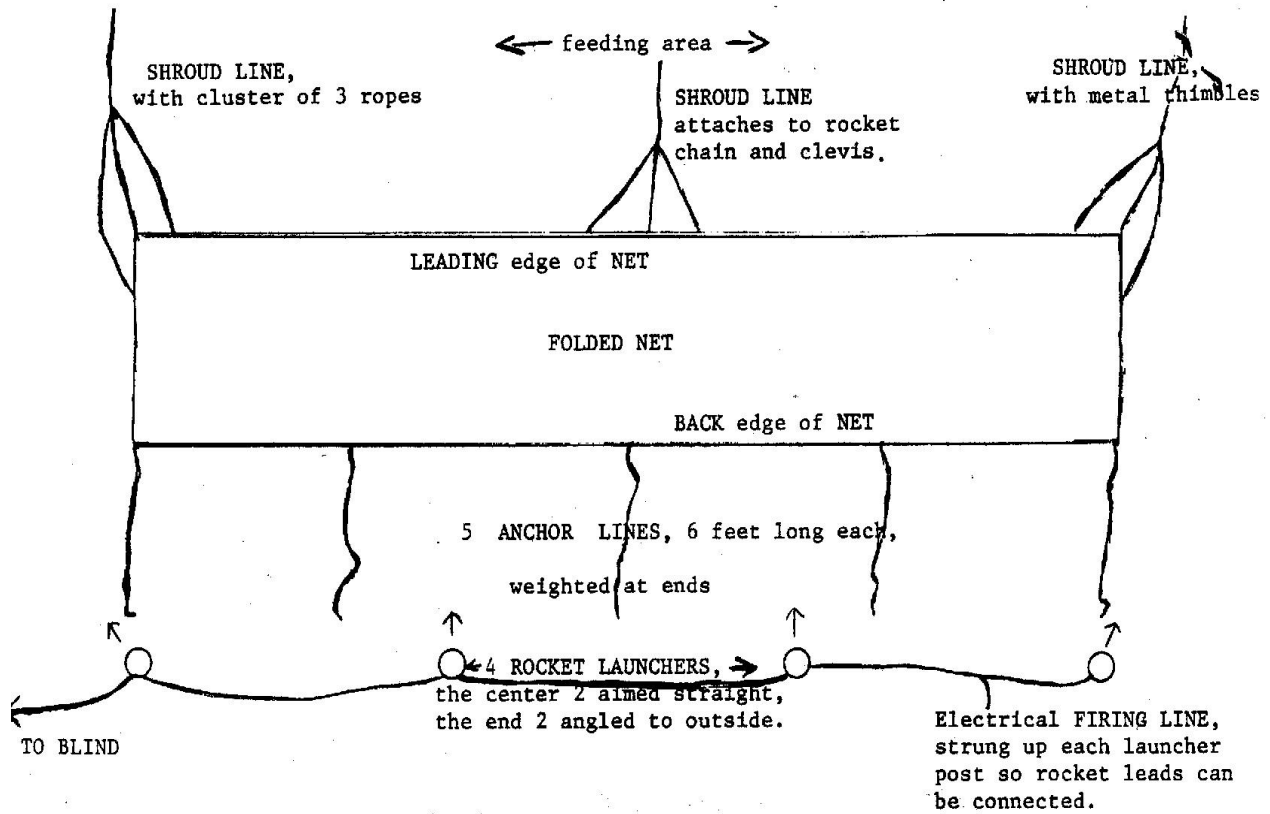 ← feeding area →
SHROUD LINE,
with cluster of 3 ropes
SHROUD LINE
attaches to rocket
chain and clevis.
SHROUD LINE,
with metal thimbles
LEADING edge of NET
FOLDED NET
BACK edge of NET
5 ANCHOR LINES, 6 feet long each,
weighted at ends
←4 ROCKET LAUNCHERS, →
the center 2 aimed straight,
the end 2 angled to outside.
TO BLIND
Electrical FIRING LINE,
strung up each launcher
post so rocket leads can
be connected.